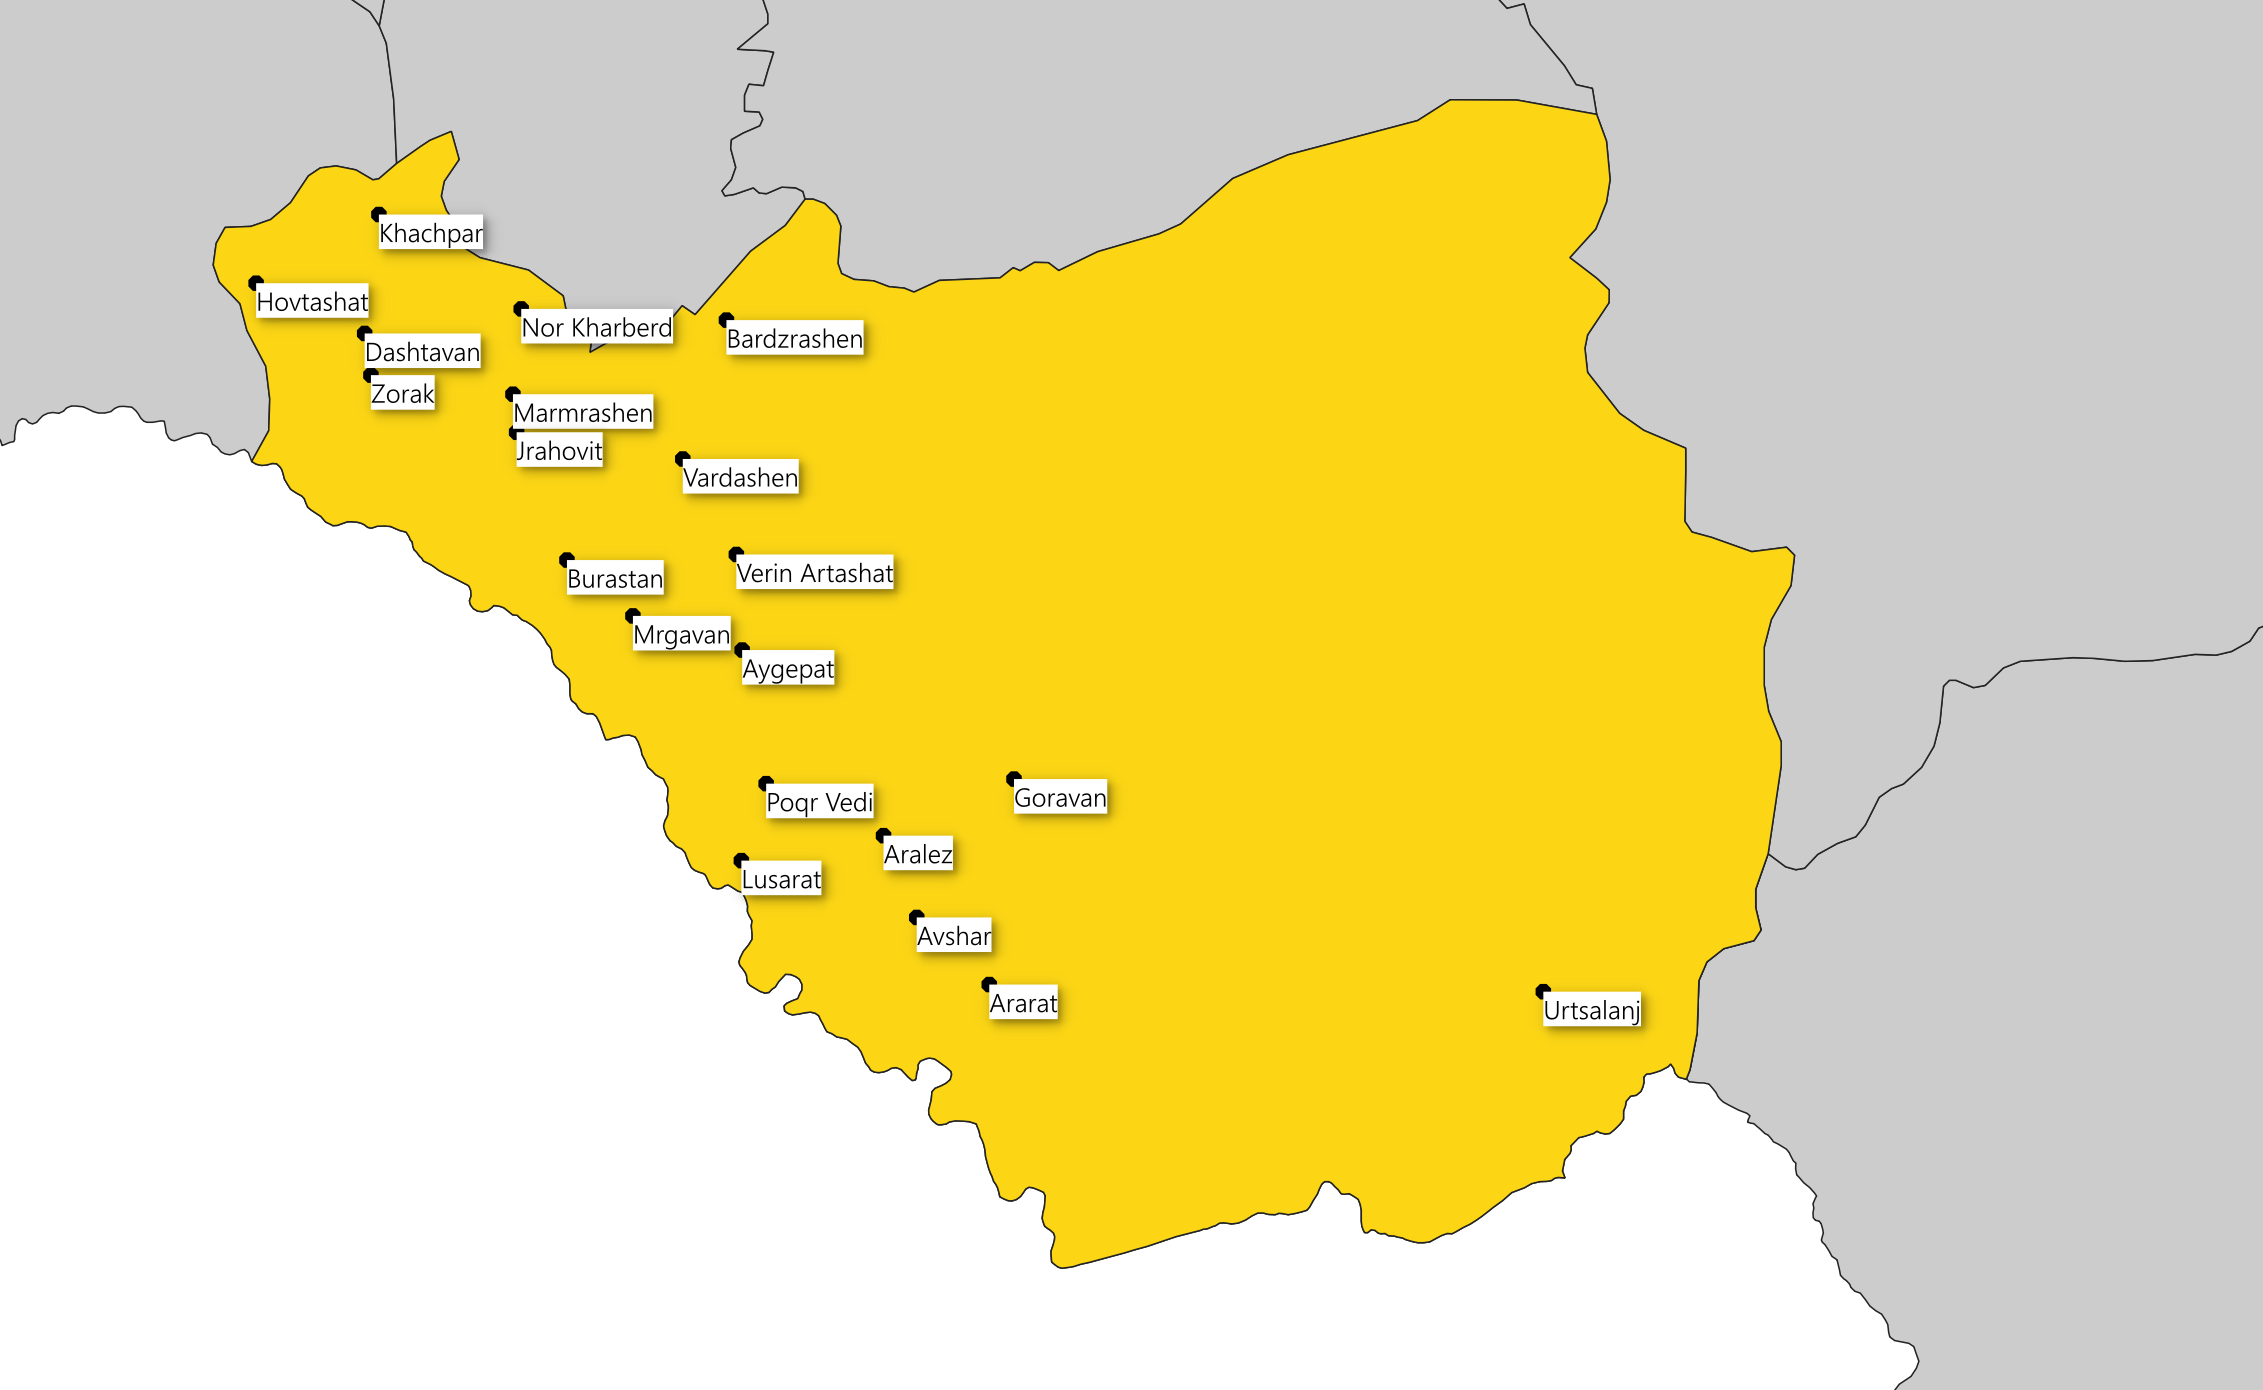 Khachpar
Hovtashat
Nor Kharberd
Bardzrashen
Dashtavan
Zorak
Marmrashen
Jrahovit
Vardashen
Verin Artashat
Burastan
Mrgavan
Aygepat
Goravan
Poqr Vedi
Aralez
Lusarat
Avshar
Ararat
Urtsalanj